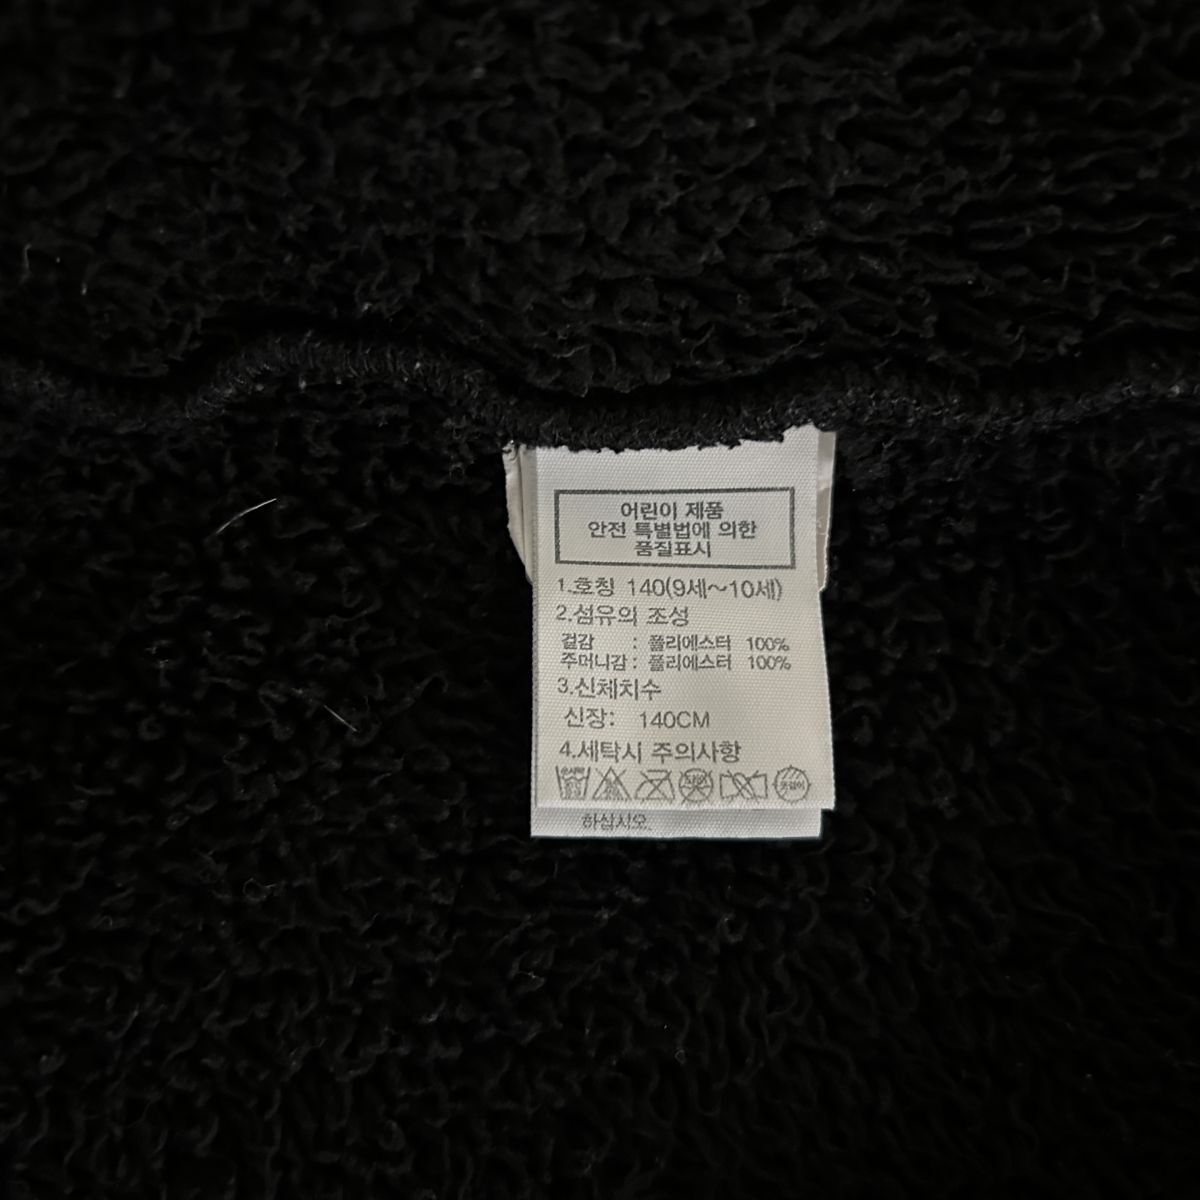 어린이 제품
안전 특별법에 의한
품질표시
1.호칭 140(9세~10세)
2.섬유의 조성
겉감 : 폴리에스터 100%
주머니감 : 폴리에스터 100%
3.신체치수
신장: 140CM
4.세탁시 주의사항
하십시오.